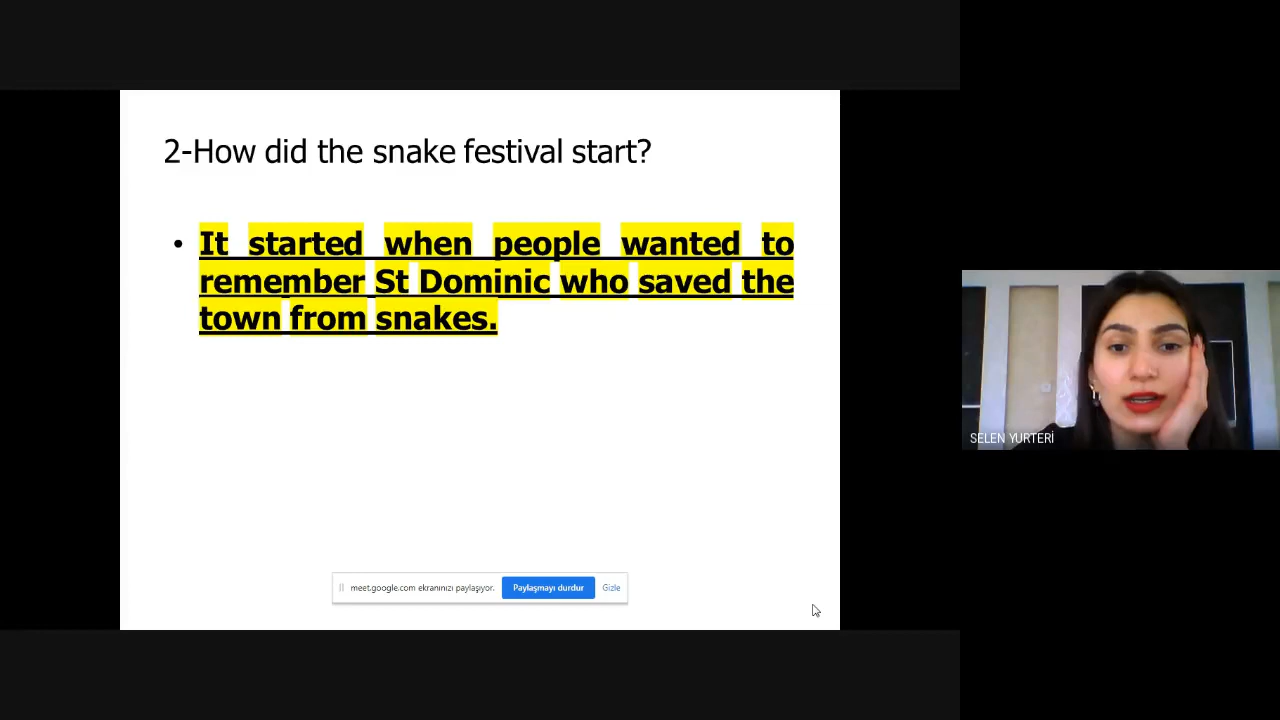 2-How did the snake festival start?
• It started when people wanted to
remember St Dominic who saved the
town from snakes.
SELEN YURTERİ
meet.google.com ekranınızı paylaşıyor.
Paylaşmayı durdur
Gizle